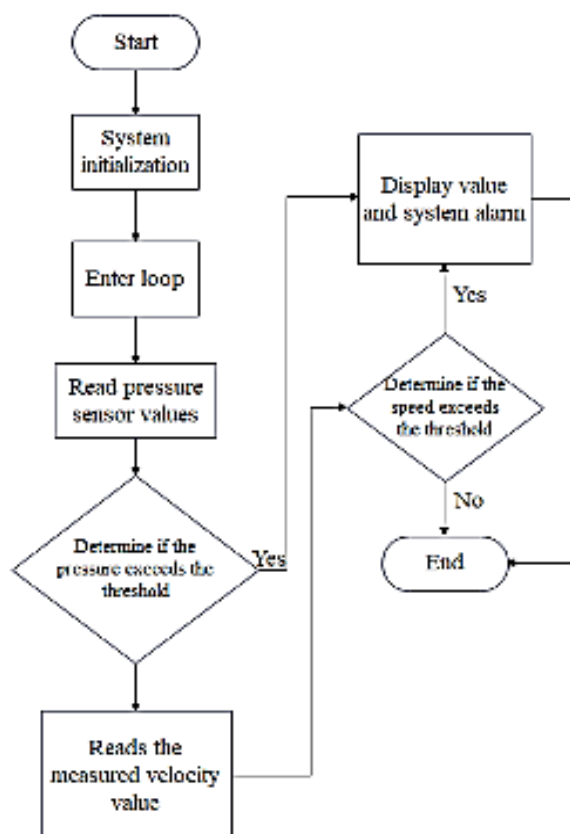 Start
System
initialization
Enter loop
Read pressure
sensor values
Determine if the
pressure exceeds the
threshold
Yes
Reads the
measured velocity
value
Display value
and system alarm
Yes
Determine if the
speed exceeds
the threshold
No
End